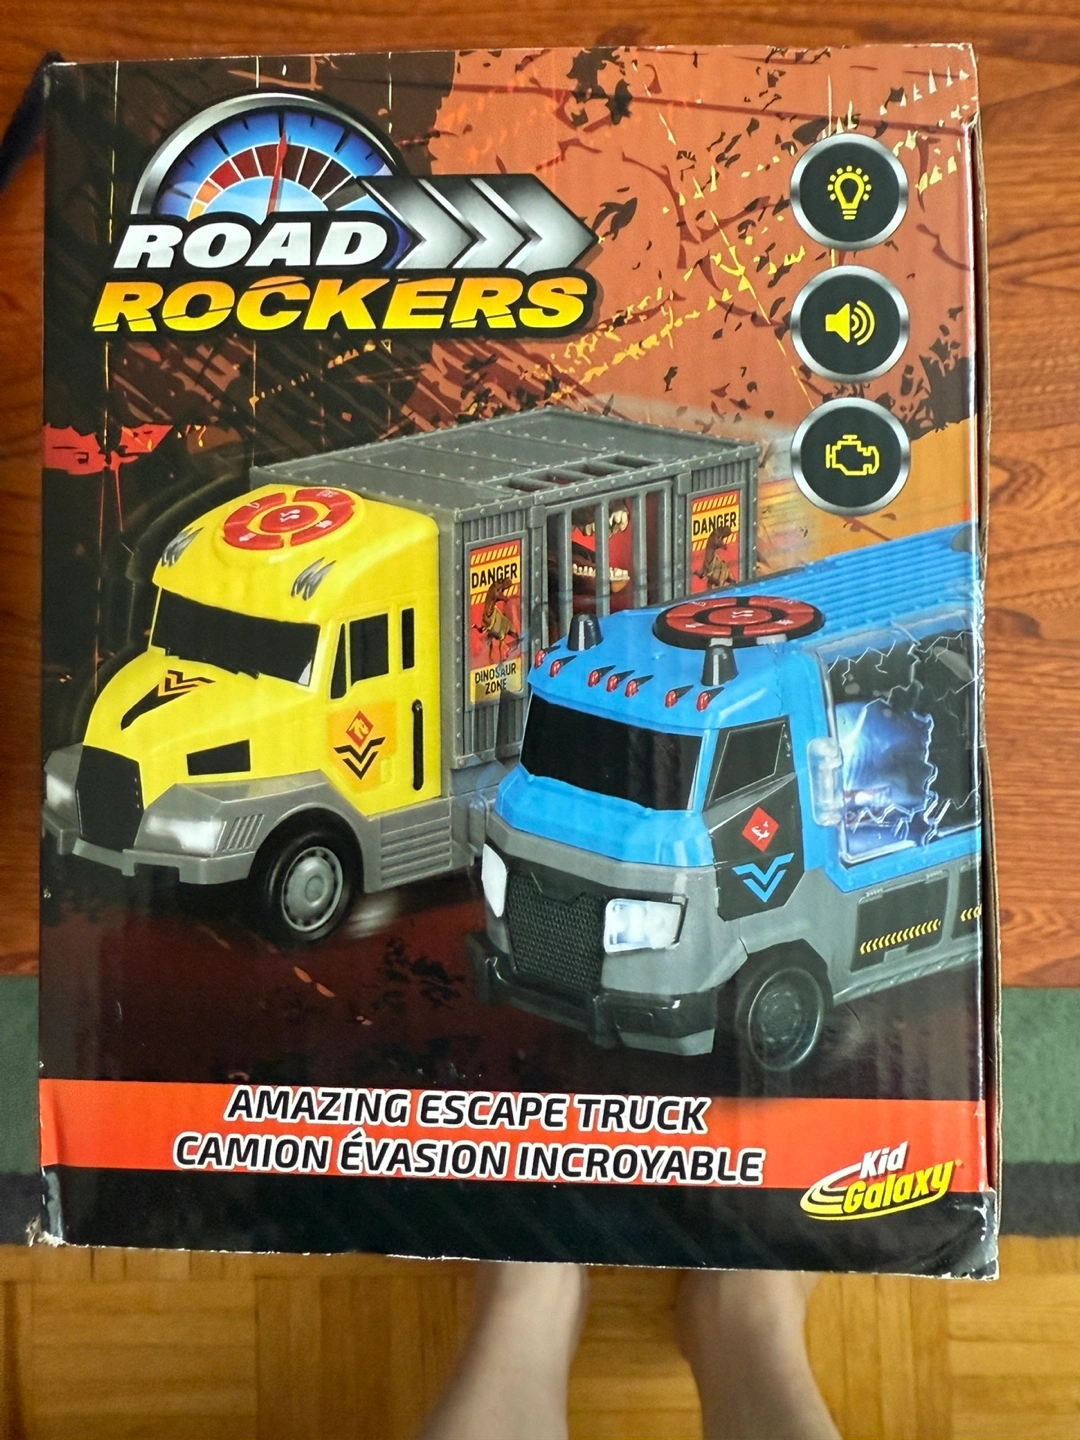 ROAD
ROCKERS
DANGER
DINOSAUR
ZONE
DANGER
AMAZING ESCAPE TRUCK
CAMION ÉVASION INCROYABLE
Kid
Galaxy